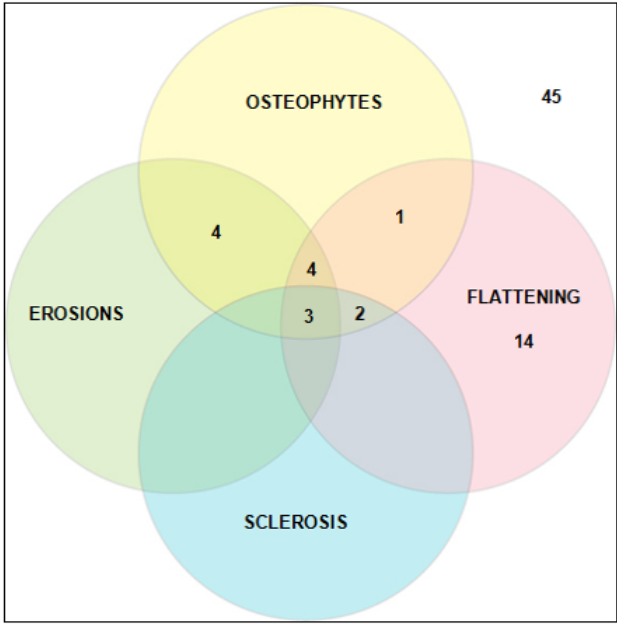 OSTEOPHYTES
45
4
1
4
EROSIONS
FLATTENING
3
2
14
SCLEROSIS